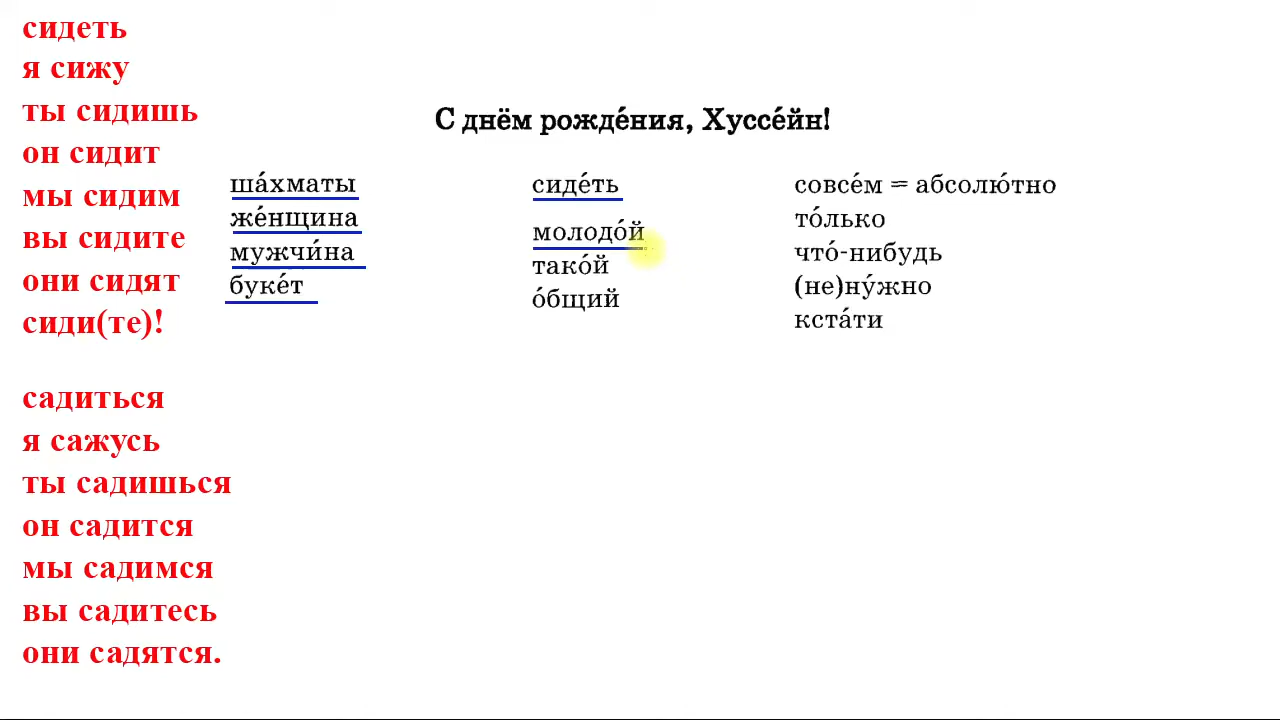 сидеть
я сижу
ты сидишь
он сидит
мы сидим
вы сидите
они сидят
сиди(те)!
садиться
я сажусь
ты садишься
он садится
мы садимся
вы садитесь
они садятся.
С днём рожде́ния, Хуссе́йн!
ша́хматы
же́нщина
мужчи́на
буке́т
сиде́ть
молодо́й
тако́й
о́бщий
совсе́м = абсолю́тно
то́лько
что́-нибудь
(не)ну́жно
кста́ти